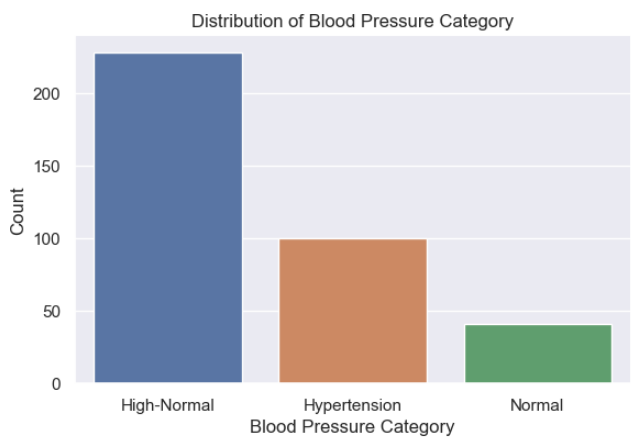 Distribution of Blood Pressure Category
Count
200
150
100
50
0
High-Normal Hypertension Normal
Blood Pressure Category